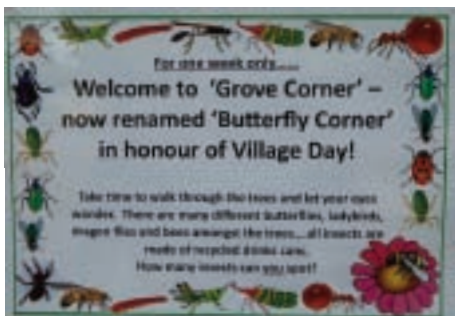 For one week only.....
Welcome to 'Grove Corner' –
now renamed 'Butterfly Corner'
in honour of Village Day!
Take time to walk through the trees and let your eyes
wander. There are many different butterflies, ladybirds,
dragon flies and bees amongst the trees....all insects are
made of recycled drinks cans.
How many insects can you spot?